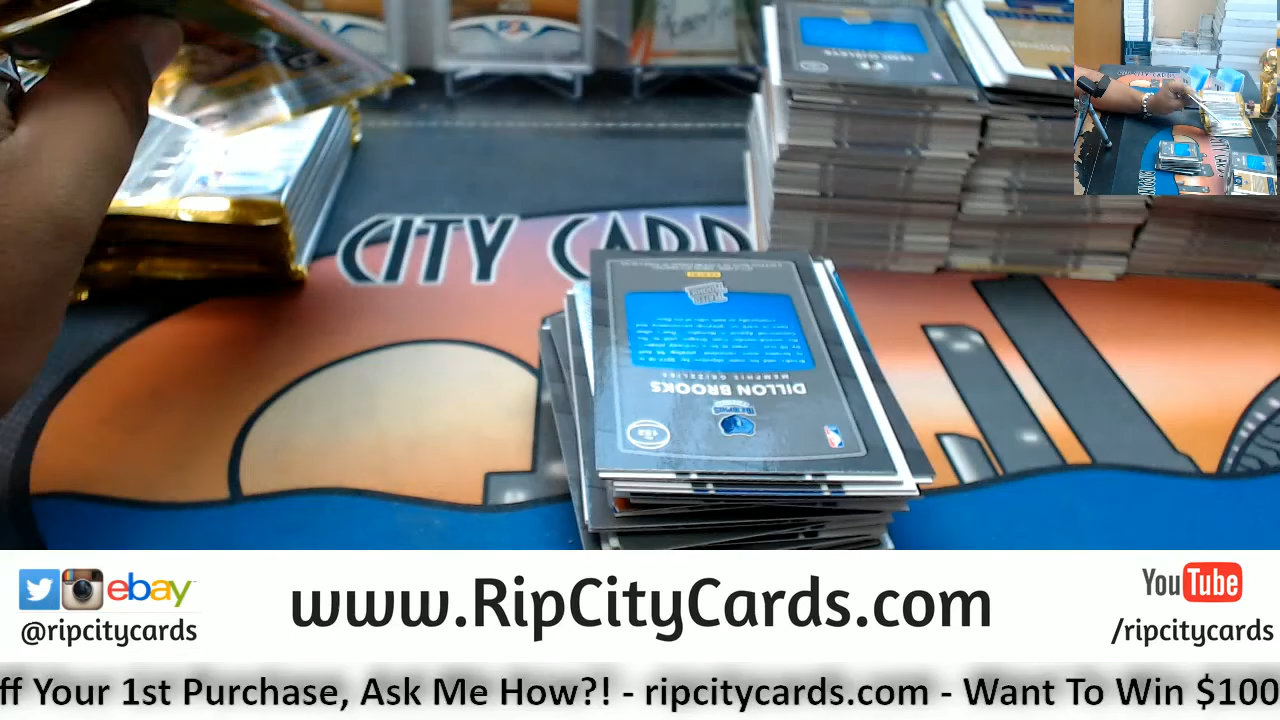 CITY CARD
DILLON BROOKS
MEMPHIS GRIZZLIES
152
ebay
@ripcitycards
www.RipCityCards.com
YouTube
/ripcitycards
ff Your 1st Purchase, Ask Me How?! - ripcitycards.com - Want To Win $100